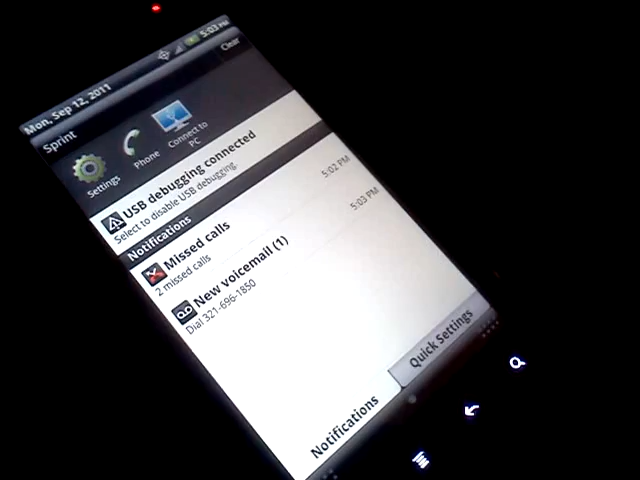 5:03 PM
Mon, Sep 12, 2011
Sprint
Clear
Settings
Phone
Connect to
PC
USB debugging connected
Select to disable USB debugging.
Notifications
Missed calls
5:02 PM
2 missed calls
New voicemail (1)
5:03 PM
Dial 321-696-1850
Notifications
Quick Settings